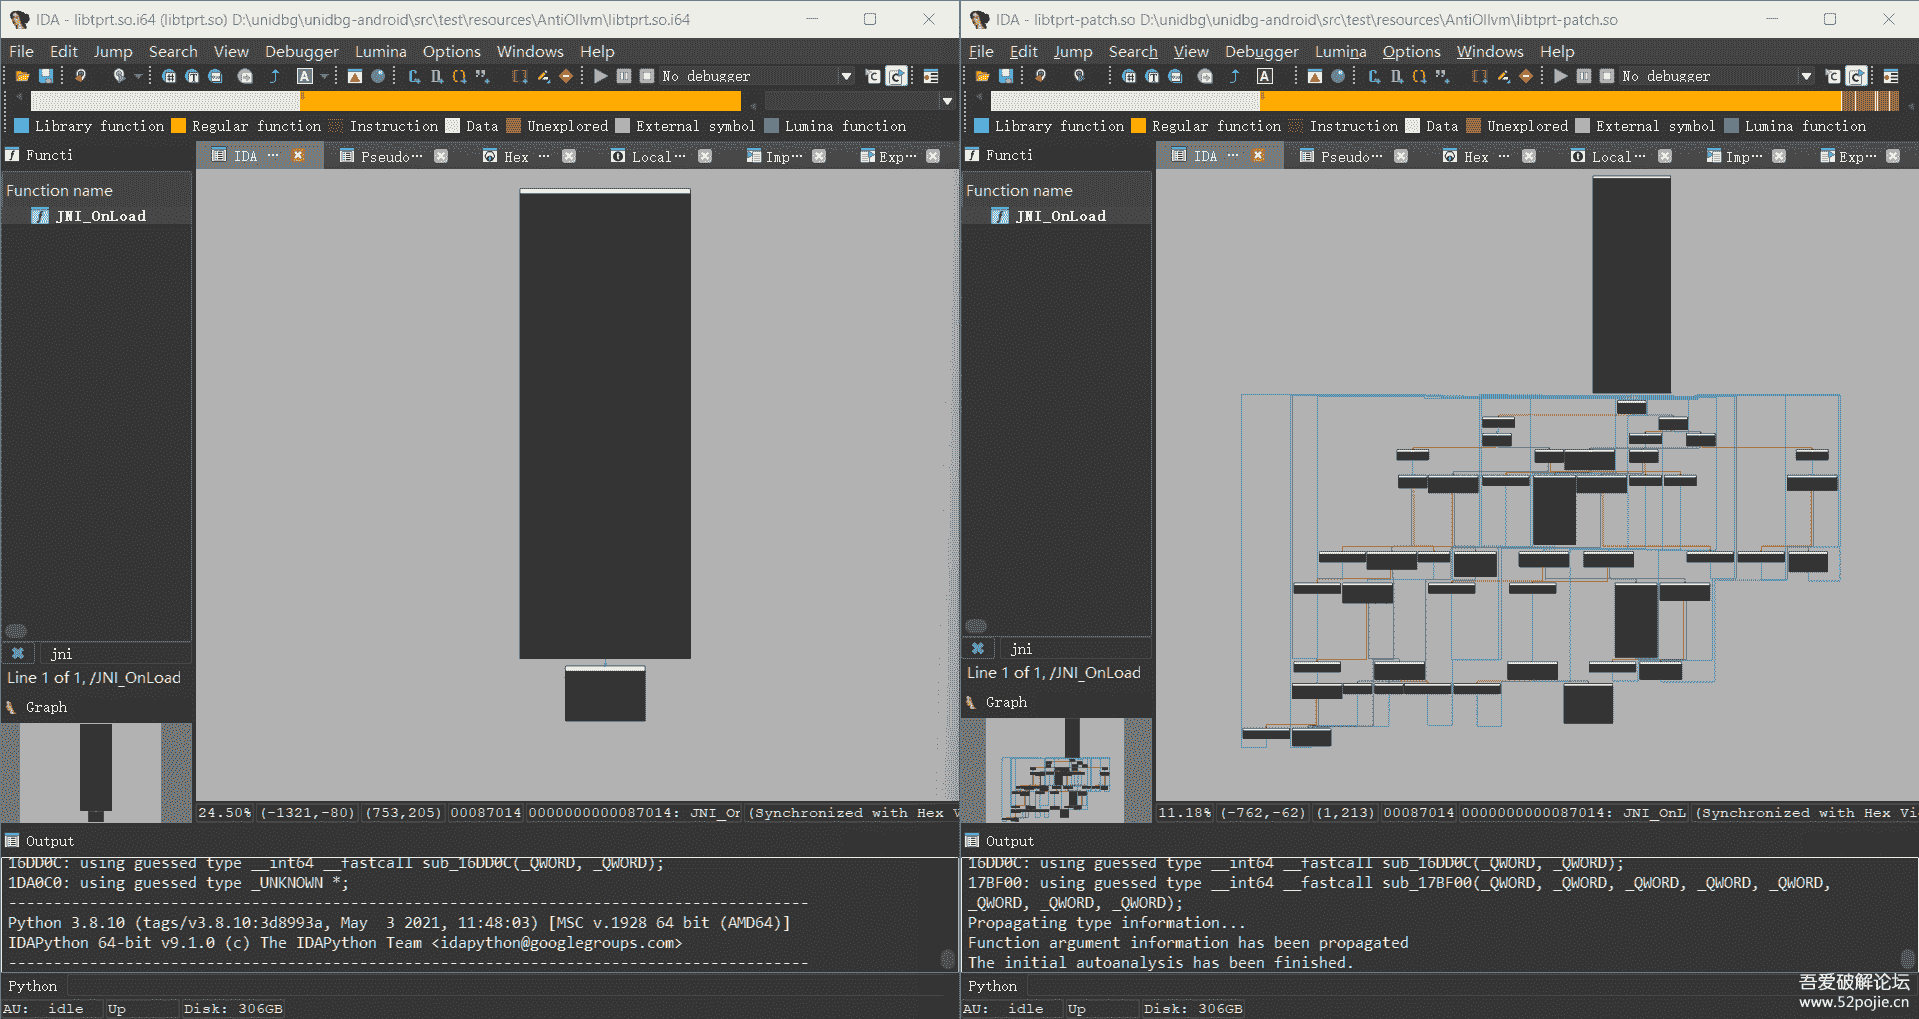 IDA - libtprt.so.i64 (libtprt.so) D:\unidbg\unidbg-android\src\test\resources\AntiOllvm\libtprt.so.i64
File Edit Jump Search View Debugger Lumina Options Windows Help
No debugger
Library function Regular function Instruction Data Unexplored External symbol Lumina function
Functi
IDA ··· Pseudo··· Hex ··· Local··· Imp··· Exp···
Function name
JNI_OnLoad
jni
Line 1 of 1, /JNI_OnLoad
Graph
24.50% (-1321,-80) (753,205) 00087014 0000000000087014: JNI_Or (Synchronized with Hex V
Output
16DD0C: using guessed type __int64 __fastcall sub_16DD0C(_QWORD, _QWORD);
1DA0C0: using guessed type _UNKNOWN *;
Python 3.8.10 (tags/v3.8.10:3d8993a, May  3 2021, 11:48:03) [MSC v.1928 64 bit (AMD64)]
IDAPython 64-bit v9.1.0 (c) The IDAPython Team <idapython@googlegroups.com>
Python
AU: idle Up Disk: 306GB
IDA - libtprt-patch.so D:\unidbg\unidbg-android\src\test\resources\AntiOllvm\libtprt-patch.so
File Edit Jump Search View Debugger Lumina Options Windows Help
No debugger
Library function Regular function Instruction Data Unexplored External symbol Lumina function
Functi
IDA ··· Pseudo··· Hex ··· Local··· Imp··· Exp···
Function name
JNI_OnLoad
jni
Line 1 of 1, /JNI_OnLoad
Graph
11.18% (-762,-62) (1,213) 00087014 0000000000087014: JNI_OnL (Synchronized with Hex Vi
Output
16DD0C: using guessed type __int64 __fastcall sub_16DD0C(_QWORD, _QWORD);
17BF00: using guessed type __int64 __fastcall sub_17BF00(_QWORD, _QWORD, _QWORD, _QWORD, _QWORD,
_QWORD, _QWORD, _QWORD);
Propagating type information...
Function argument information has been propagated
The initial autoanalysis has been finished.
Python
AU: idle Up Disk: 306GB
吾爱破解论坛
www.52pojie.cn